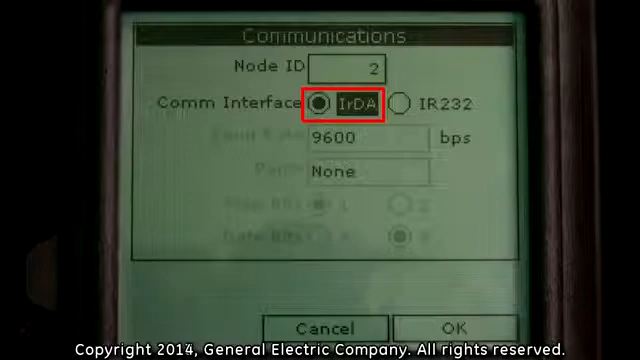 Communications
Node ID 2
Comm Interface IrDA IR232
9600 bps
None
Cancel OK
Copyright 2014, General Electric Company. All rights reserved.